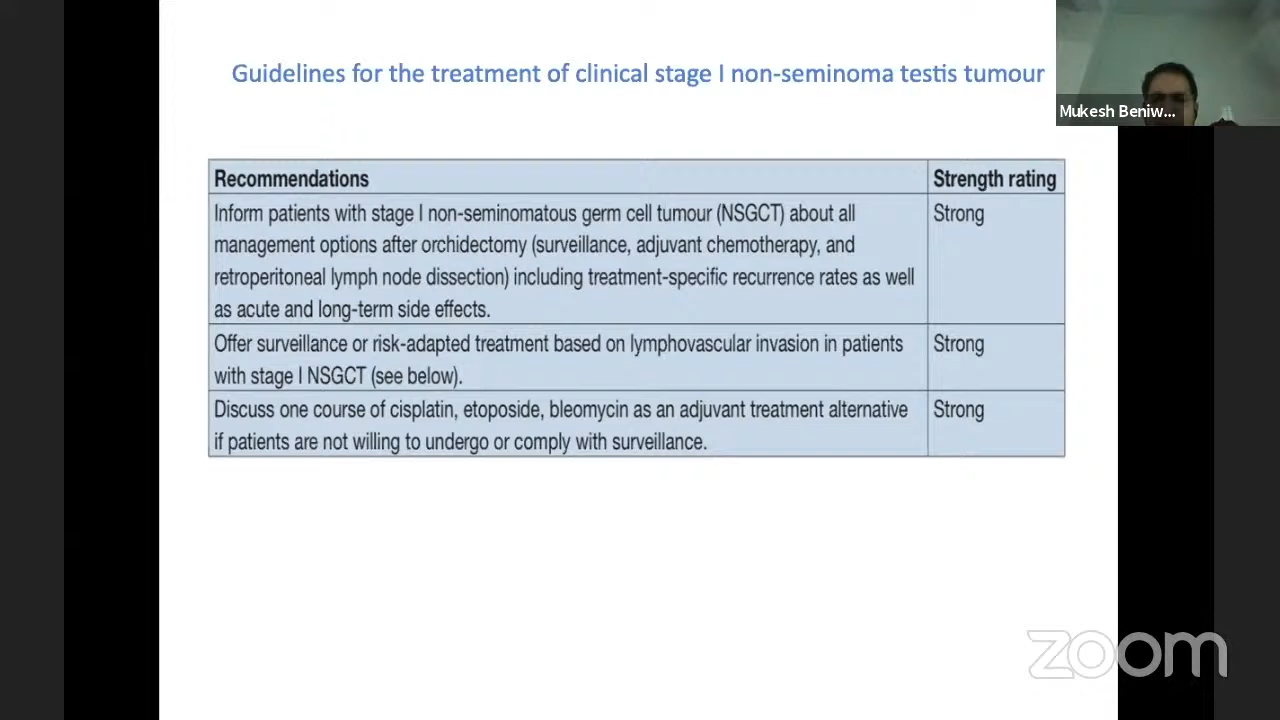 Guidelines for the treatment of clinical stage I non-seminoma testis tumour
Mukesh Beniw...
Recommendations
Strength rating
Inform patients with stage I non-seminomatous germ cell tumour (NSGCT) about all
Strong
management options after orchidectomy (surveillance, adjuvant chemotherapy, and
retroperitoneal lymph node dissection) including treatment-specific recurrence rates as well
as acute and long-term side effects.
Offer surveillance or risk-adapted treatment based on lymphovascular invasion in patients
Strong
with stage I NSGCT (see below).
Discuss one course of cisplatin, etoposide, bleomycin as an adjuvant treatment alternative
Strong
if patients are not willing to undergo or comply with surveillance.
zoom